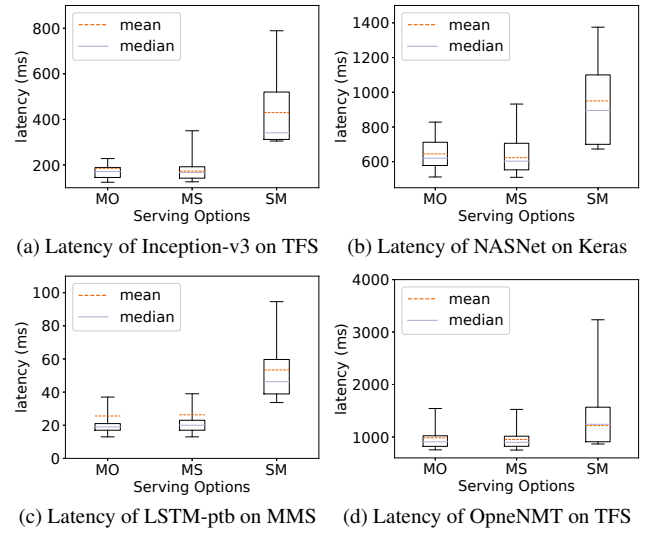 800
600
400
200
latency (ms)
mean
median
MO MS SM
Serving Options
(a) Latency of Inception-v3 on TFS
1400
1200
1000
800
600
latency (ms)
mean
median
MO MS SM
Serving Options
(b) Latency of NASNet on Keras
100
80
60
40
20
0
latency (ms)
mean
median
MO MS SM
Serving Options
(c) Latency of LSTM-ptb on MMS
4000
3000
2000
1000
latency (ms)
mean
median
MO MS SM
Serving Options
(d) Latency of OpneNMT on TFS